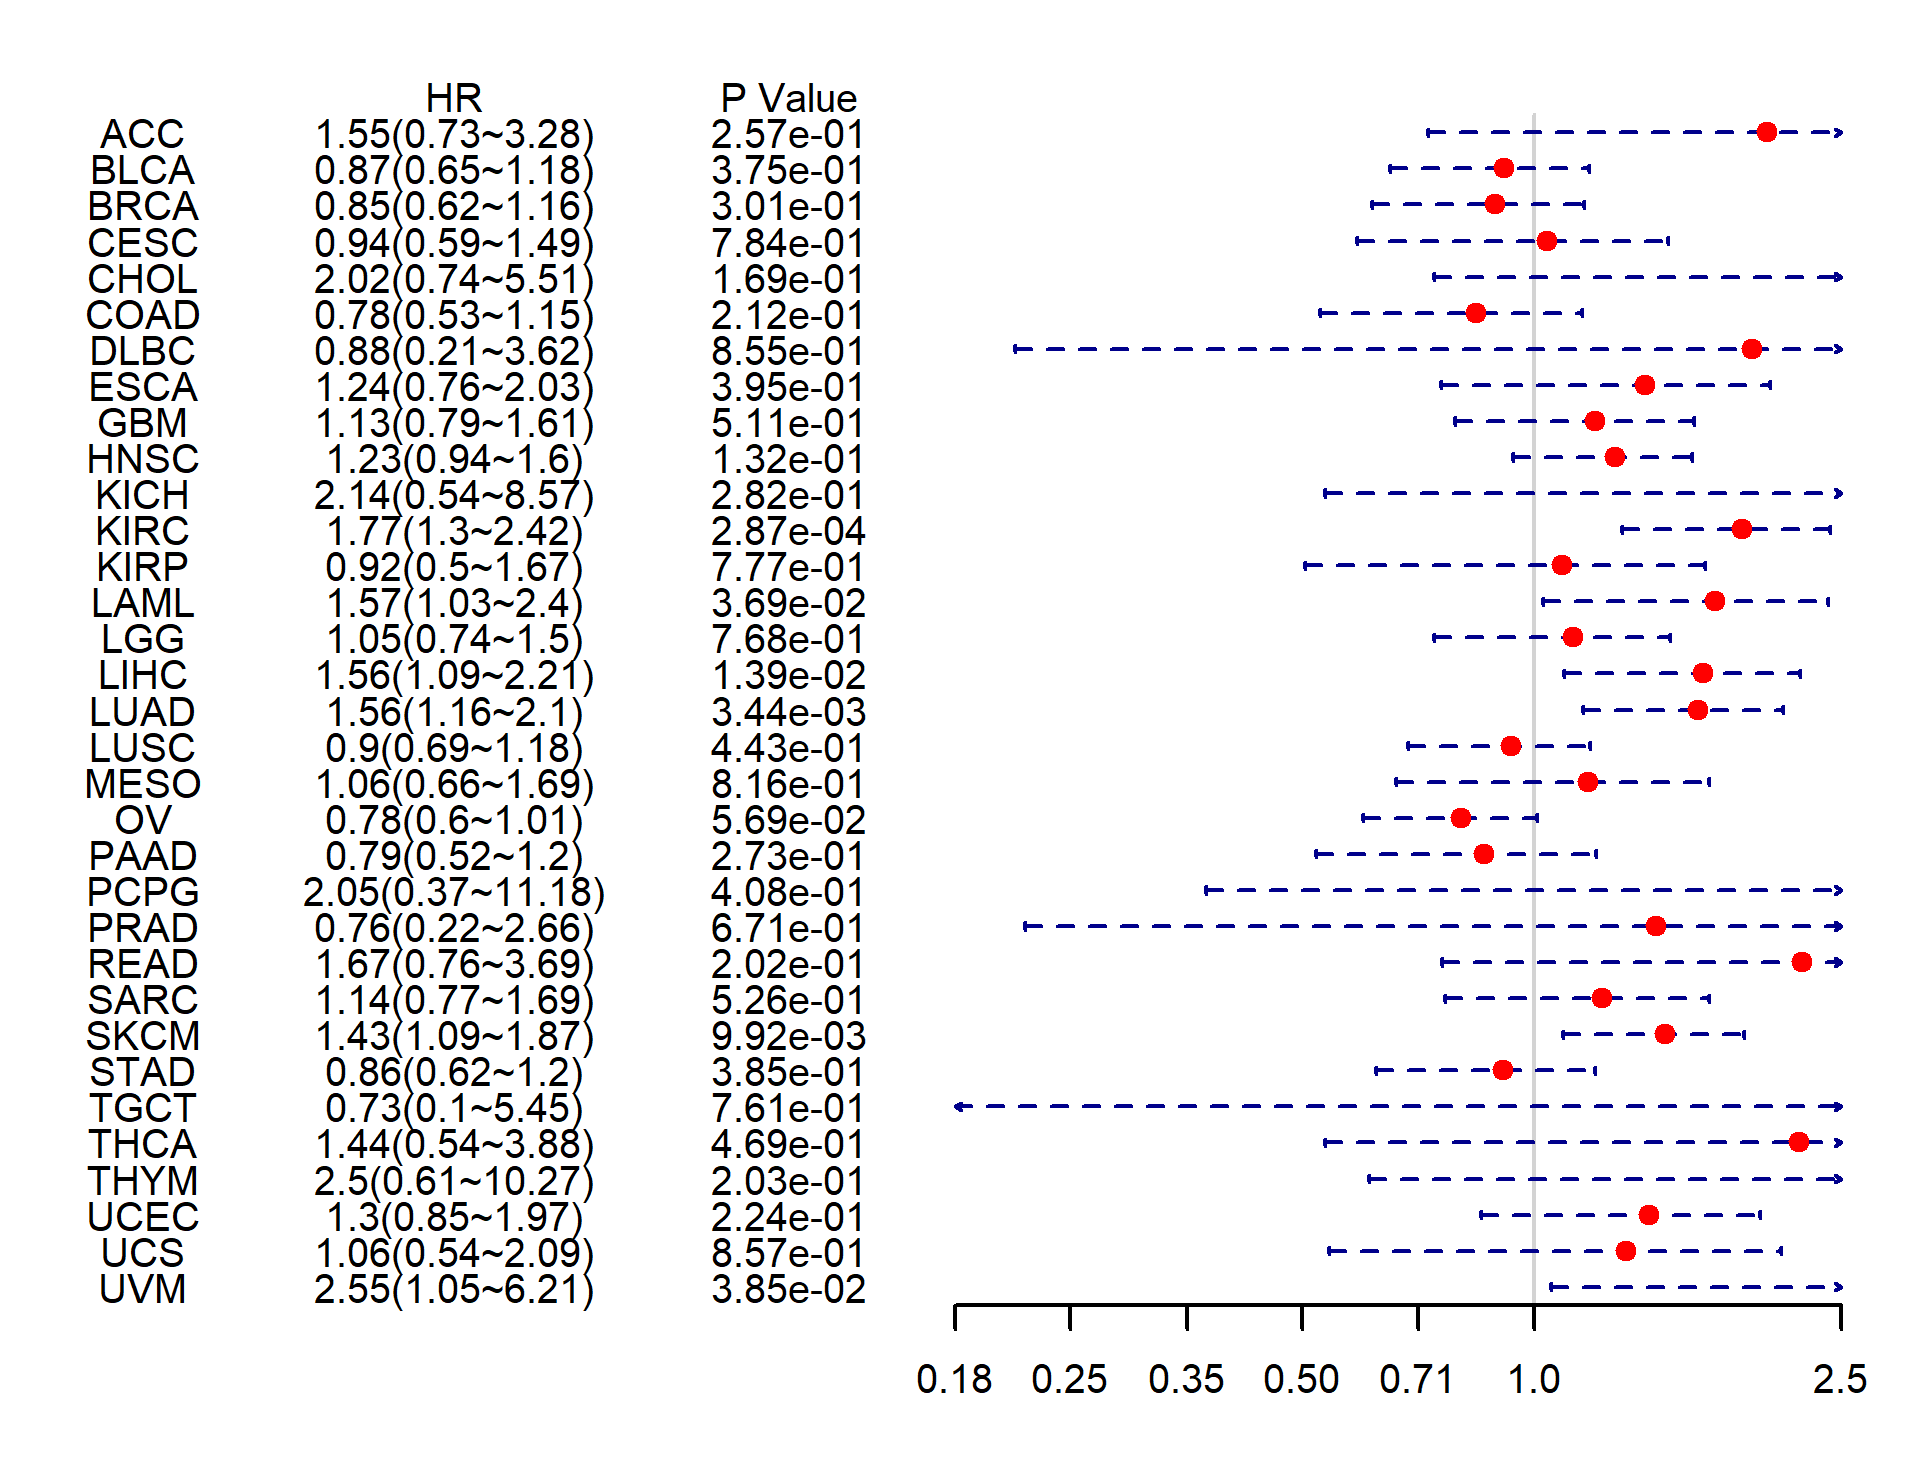 HR P Value
ACC 1.55(0.73~3.28) 2.57e-01
BLCA 0.87(0.65~1.18) 3.75e-01
BRCA 0.85(0.62~1.16) 3.01e-01
CESC 0.94(0.59~1.49) 7.84e-01
CHOL 2.02(0.74~5.51) 1.69e-01
COAD 0.78(0.53~1.15) 2.12e-01
DLBC 0.88(0.21~3.62) 8.55e-01
ESCA 1.24(0.76~2.03) 3.95e-01
GBM 1.13(0.79~1.61) 5.11e-01
HNSC 1.23(0.94~1.6) 1.32e-01
KICH 2.14(0.54~8.57) 2.82e-01
KIRC 1.77(1.3~2.42) 2.87e-04
KIRP 0.92(0.5~1.67) 7.77e-01
LAML 1.57(1.03~2.4) 3.69e-02
LGG 1.05(0.74~1.5) 7.68e-01
LIHC 1.56(1.09~2.21) 1.39e-02
LUAD 1.56(1.16~2.1) 3.44e-03
LUSC 0.9(0.69~1.18) 4.43e-01
MESO 1.06(0.66~1.69) 8.16e-01
OV 0.78(0.6~1.01) 5.69e-02
PAAD 0.79(0.52~1.2) 2.73e-01
PCPG 2.05(0.37~11.18) 4.08e-01
PRAD 0.76(0.22~2.66) 6.71e-01
READ 1.67(0.76~3.69) 2.02e-01
SARC 1.14(0.77~1.69) 5.26e-01
SKCM 1.43(1.09~1.87) 9.92e-03
STAD 0.86(0.62~1.2) 3.85e-01
TGCT 0.73(0.1~5.45) 7.61e-01
THCA 1.44(0.54~3.88) 4.69e-01
THYM 2.5(0.61~10.27) 2.03e-01
UCEC 1.3(0.85~1.97) 2.24e-01
UCS 1.06(0.54~2.09) 8.57e-01
UVM 2.55(1.05~6.21) 3.85e-02
0.18 0.25 0.35 0.50 0.71 1.0 2.5